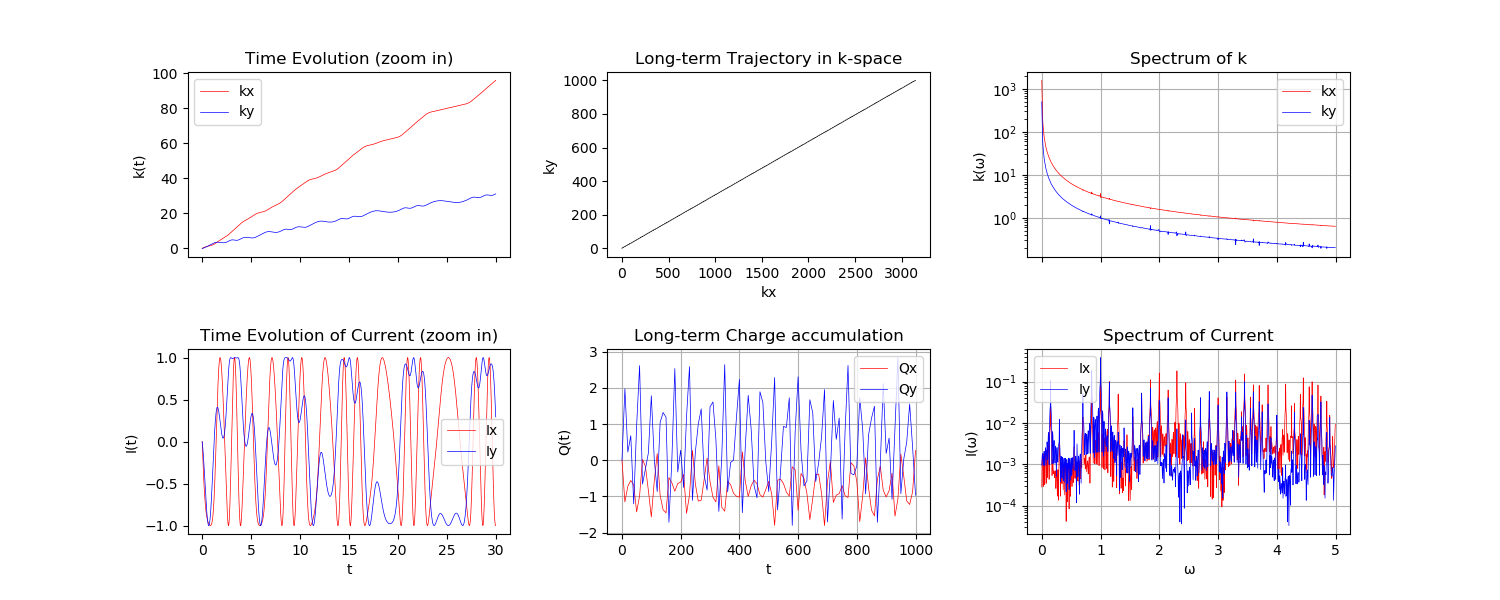 Time Evolution (zoom in)
k(t)
100
80
60
40
20
0
kx
ky
Long-term Trajectory in k-space
ky
1000
800
600
400
200
0
0 500 1000 1500 2000 2500 3000
kx
Spectrum of k
k(ω)
10³
10²
10¹
10⁰
kx
ky
Time Evolution of Current (zoom in)
I(t)
1.0
0.5
0.0
−0.5
−1.0
Ix
Iy
0 5 10 15 20 25 30
t
Long-term Charge accumulation
Q(t)
3
2
1
0
−1
−2
Qx
Qy
0 200 400 600 800 1000
t
Spectrum of Current
I(ω)
10⁻¹
10⁻²
10⁻³
10⁻⁴
Ix
Iy
0 1 2 3 4 5
ω